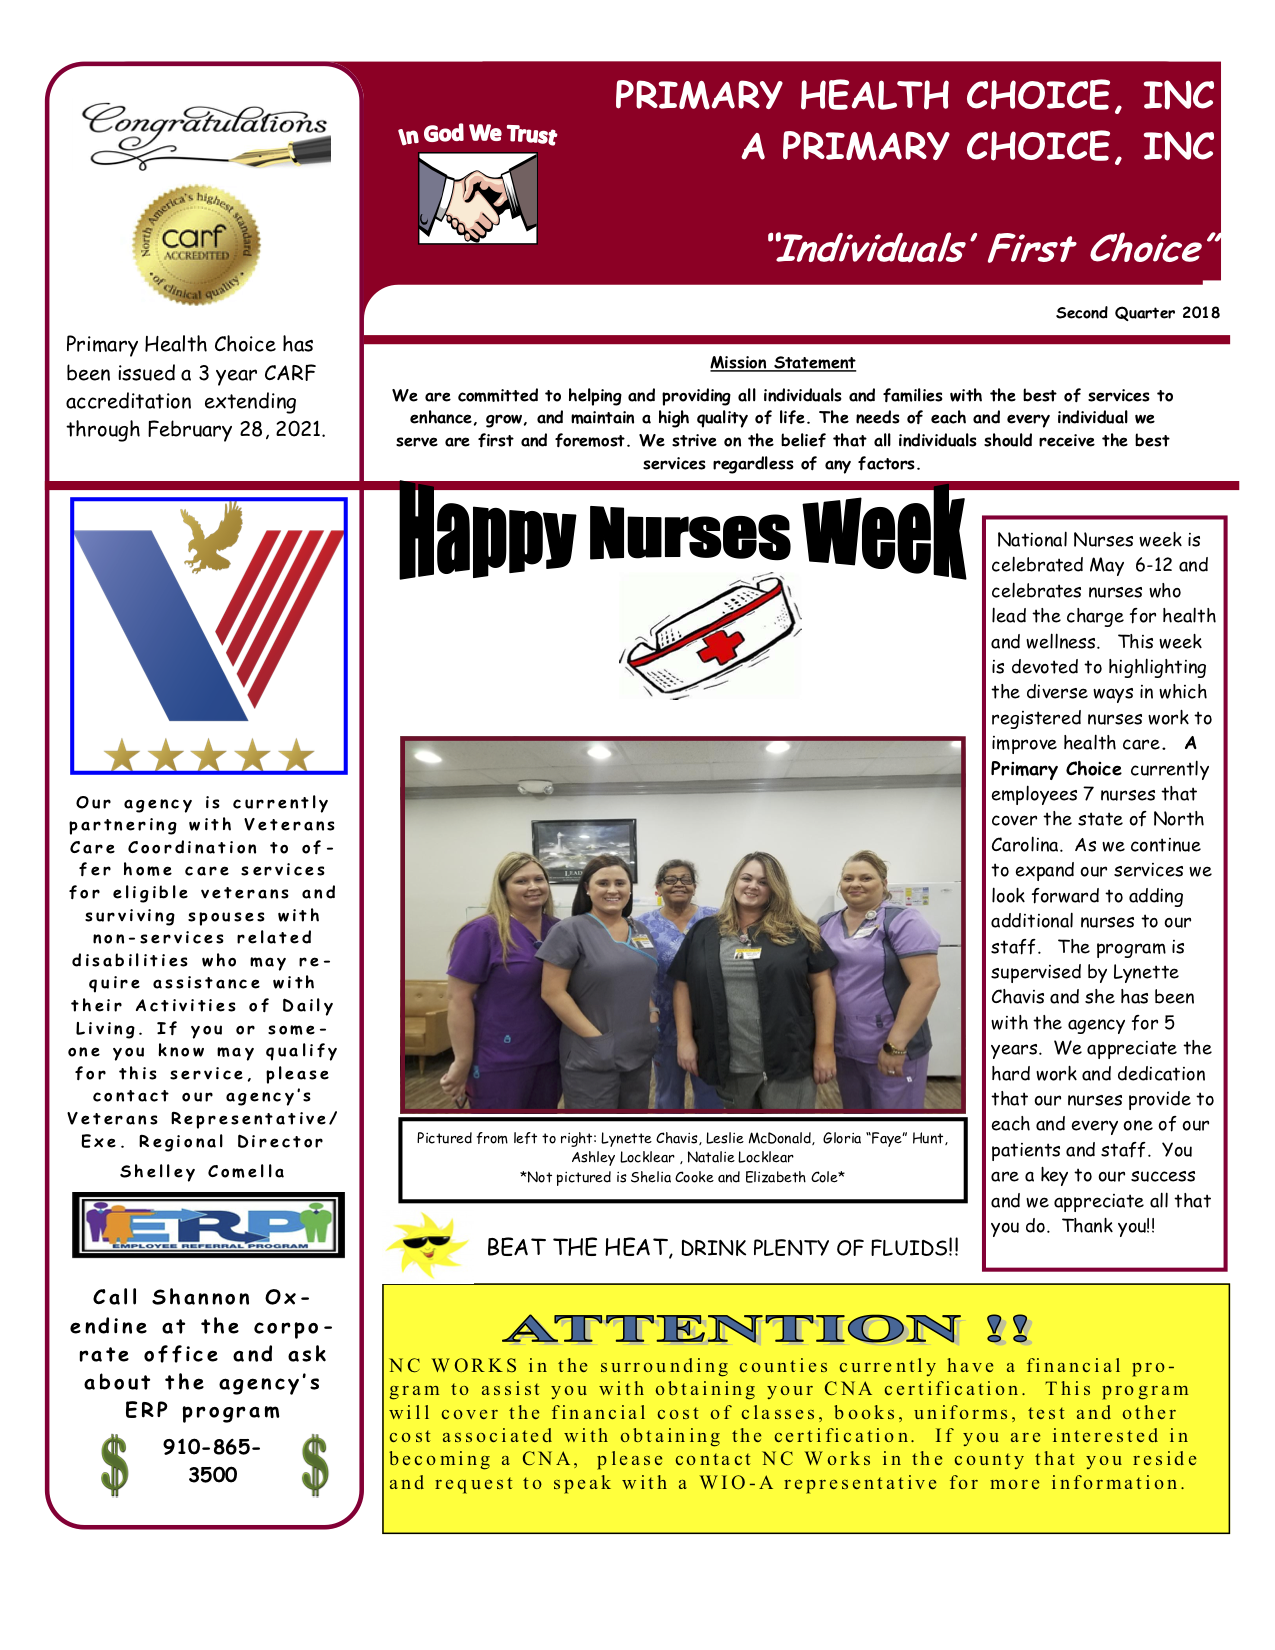 Congratulations
North America's highest standard
carf
ACCREDITED
of clinical quality
Primary Health Choice has
been issued a 3 year CARF
accreditation extending
through February 28, 2021.
In God We Trust
PRIMARY HEALTH CHOICE, INC
A PRIMARY CHOICE, INC
“Individuals’ First Choice”
Second Quarter 2018
Mission Statement
We are committed to helping and providing all individuals and families with the best of services to
enhance, grow, and maintain a high quality of life. The needs of each and every individual we
serve are first and foremost. We strive on the belief that all individuals should receive the best
services regardless of any factors.
Our agency is currently
partnering with Veterans
Care Coordination to of-
fer home care services
for eligible veterans and
surviving spouses with
non-services related
disabilities who may re-
quire assistance with
their Activities of Daily
Living. If you or some-
one you know may qualify
for this service, please
contact our agency’s
Veterans Representative/
Exe. Regional Director
Shelley Comella
ERP
EMPLOYEE REFERRAL PROGRAM
Call Shannon Ox-
endine at the corpo-
rate office and ask
about the agency’s
ERP program
$ 910-865- $
3500
Happy Nurses Week
LEAD
Pictured from left to right: Lynette Chavis, Leslie McDonald, Gloria “Faye” Hunt,
Ashley Locklear , Natalie Locklear
*Not pictured is Shelia Cooke and Elizabeth Cole*
BEAT THE HEAT, DRINK PLENTY OF FLUIDS!!
National Nurses week is
celebrated May 6-12 and
celebrates nurses who
lead the charge for health
and wellness. This week
is devoted to highlighting
the diverse ways in which
registered nurses work to
improve health care. A
Primary Choice currently
employees 7 nurses that
cover the state of North
Carolina. As we continue
to expand our services we
look forward to adding
additional nurses to our
staff. The program is
supervised by Lynette
Chavis and she has been
with the agency for 5
years. We appreciate the
hard work and dedication
that our nurses provide to
each and every one of our
patients and staff. You
are a key to our success
and we appreciate all that
you do. Thank you!!
ATTENTION !!
NC WORKS in the surrounding counties currently have a financial pro-
gram to assist you with obtaining your CNA certification. This program
will cover the financial cost of classes, books, uniforms, test and other
cost associated with obtaining the certification. If you are interested in
becoming a CNA, please contact NC Works in the county that you reside
and request to speak with a WIO-A representative for more information.